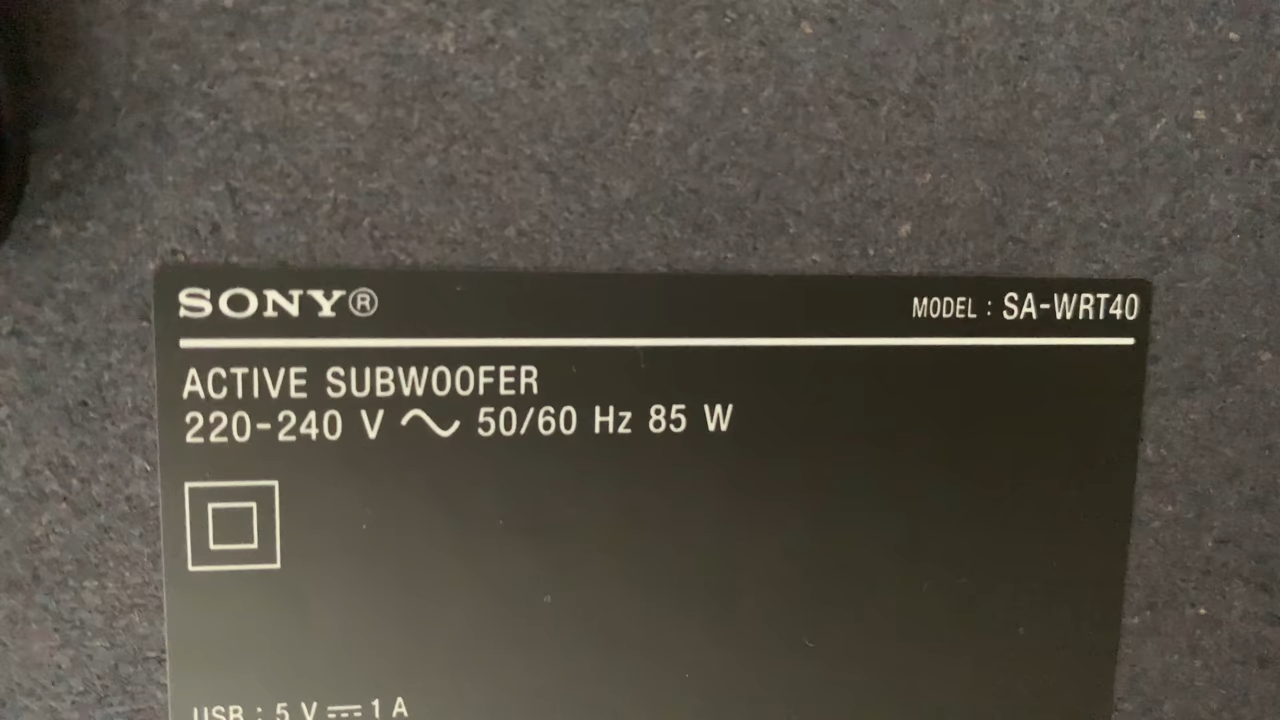 SONY®
MODEL : SA-WRT40
ACTIVE SUBWOOFER
220-240 V ∿ 50/60 Hz 85 W
USB : 5 V ⎓ 1 A